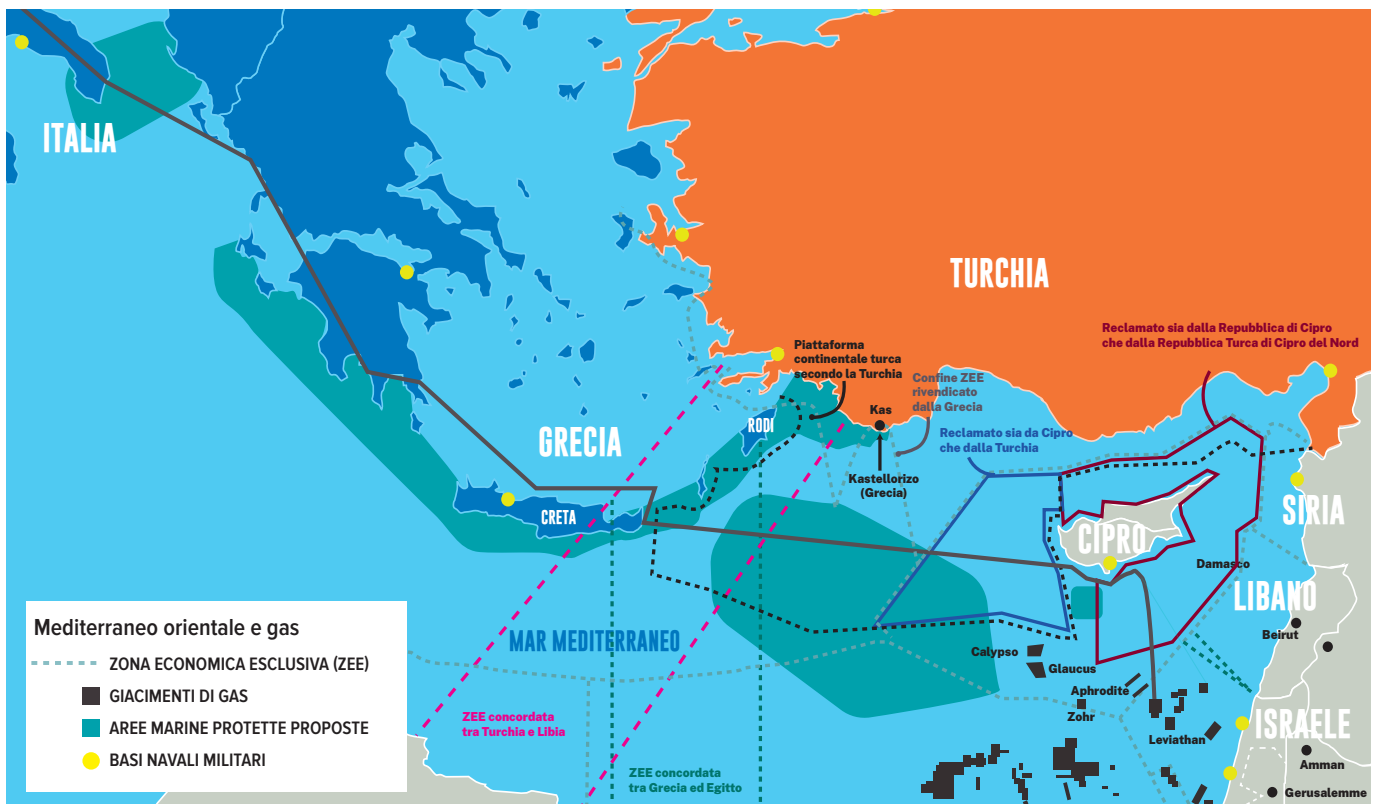 ITALIA
TURCHIA
Reclamato sia dalla Repubblica di Cipro
che dalla Repubblica Turca di Cipro del Nord
Piattaforma
continentale turca
secondo la Turchia
Confine ZEE
rivendicato
dalla Grecia
Kas
RODI
GRECIA
Reclamato sia da Cipro
che dalla Turchia
Kastellorizo
(Grecia)
CRETA
SIRIA
CIPRO
Damasco
LIBANO
Beirut
MAR MEDITERRANEO
Calypso
Glaucus
Aphrodite
Zohr
ISRAELE
Leviathan
Amman
Gerusalemme
ZEE concordata
tra Turchia e Libia
ZEE concordata
tra Grecia ed Egitto
Mediterraneo orientale e gas
ZONA ECONOMICA ESCLUSIVA (ZEE)
GIACIMENTI DI GAS
AREE MARINE PROTETTE PROPOSTE
BASI NAVALI MILITARI